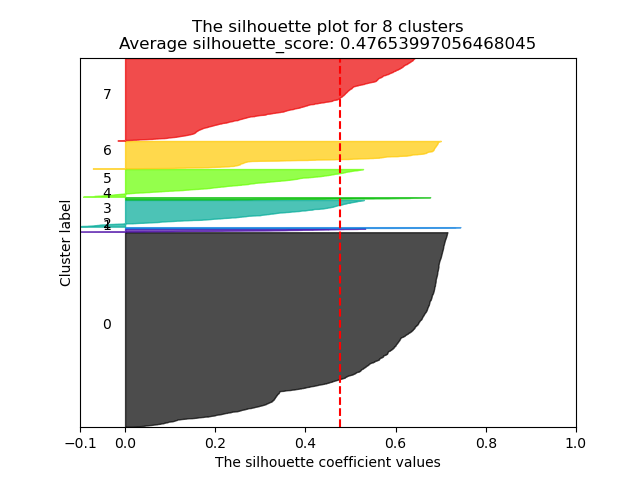 The silhouette plot for 8 clusters
Average silhouette_score: 0.47653997056468045
Cluster label
7
6
5
4
3
2
1
0
−0.1 0.0 0.2 0.4 0.6 0.8 1.0
The silhouette coefficient values